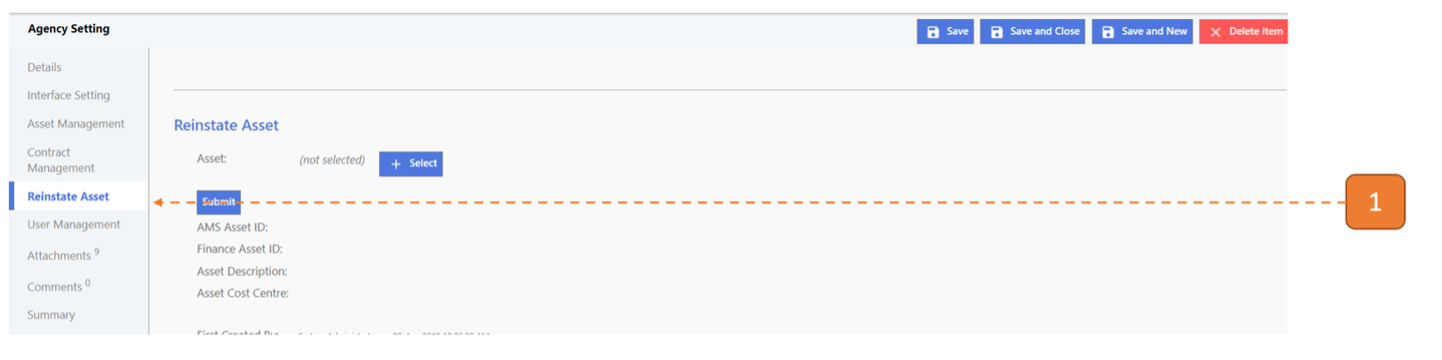 Agency Setting
Save
Save and Close
Save and New
Delete Item
Details
Interface Setting
Asset Management
Contract
Management
Reinstate Asset
User Management
Attachments 9
Comments 0
Summary
Reinstate Asset
Asset: (not selected) + Select
Submit
AMS Asset ID:
Finance Asset ID:
Asset Description:
Asset Cost Centre:
First Created By:
1